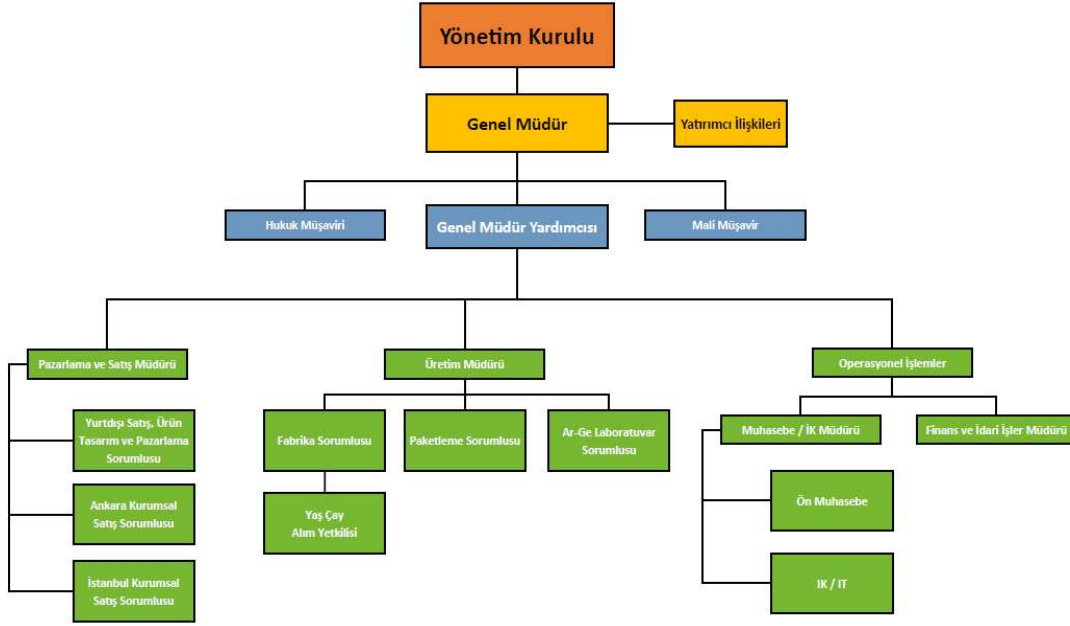 Yönetim Kurulu
Genel Müdür
Yatırımcı İlişkileri
Hukuk Müşaviri
Genel Müdür Yardımcısı
Mali Müşavir
Pazarlama ve Satış Müdürü
Üretim Müdürü
Operasyonel İşlemler
Yurtdışı Satış, Ürün
Tasarım ve Pazarlama
Sorumlusu
Ankara Kurumsal
Satış Sorumlusu
İstanbul Kurumsal
Satış Sorumlusu
Fabrika Sorumlusu
Yaş Çay
Alım Yetkilisi
Paketleme Sorumlusu
Ar-Ge Laboratuvar
Sorumlusu
Muhasebe / İK Müdürü
Ön Muhasebe
IK / IT
Finans ve İdari İşler Müdürü